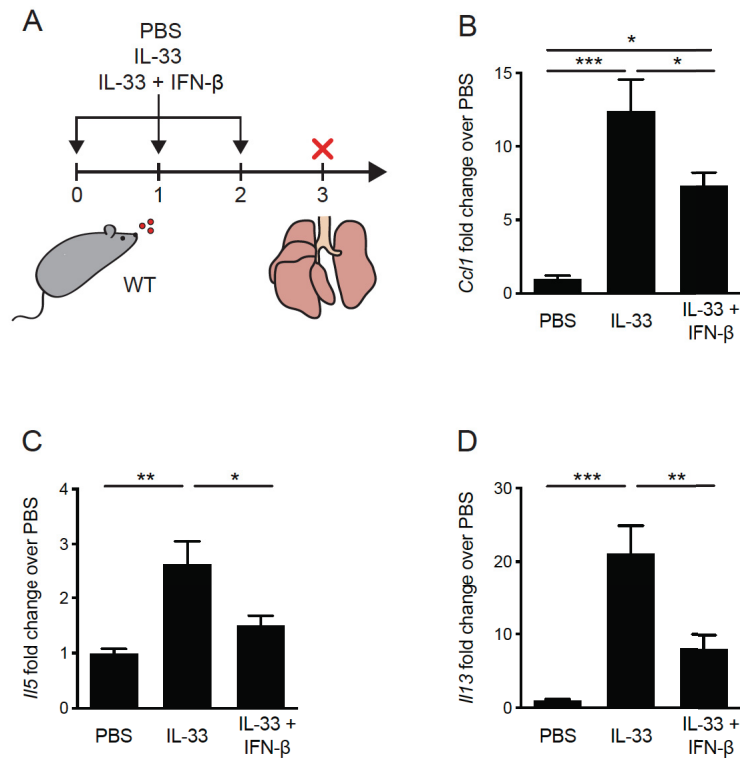 A
PBS
IL-33
IL-33 + IFN-β
0 1 2 3
WT
B
Ccl1 fold change over PBS
15
10
5
0
*
*** *
PBS IL-33 IL-33 + IFN-β
C
Il5 fold change over PBS
4
3
2
1
0
** *
PBS IL-33 IL-33 + IFN-β
D
Il13 fold change over PBS
30
20
10
0
*** **
PBS IL-33 IL-33 + IFN-β